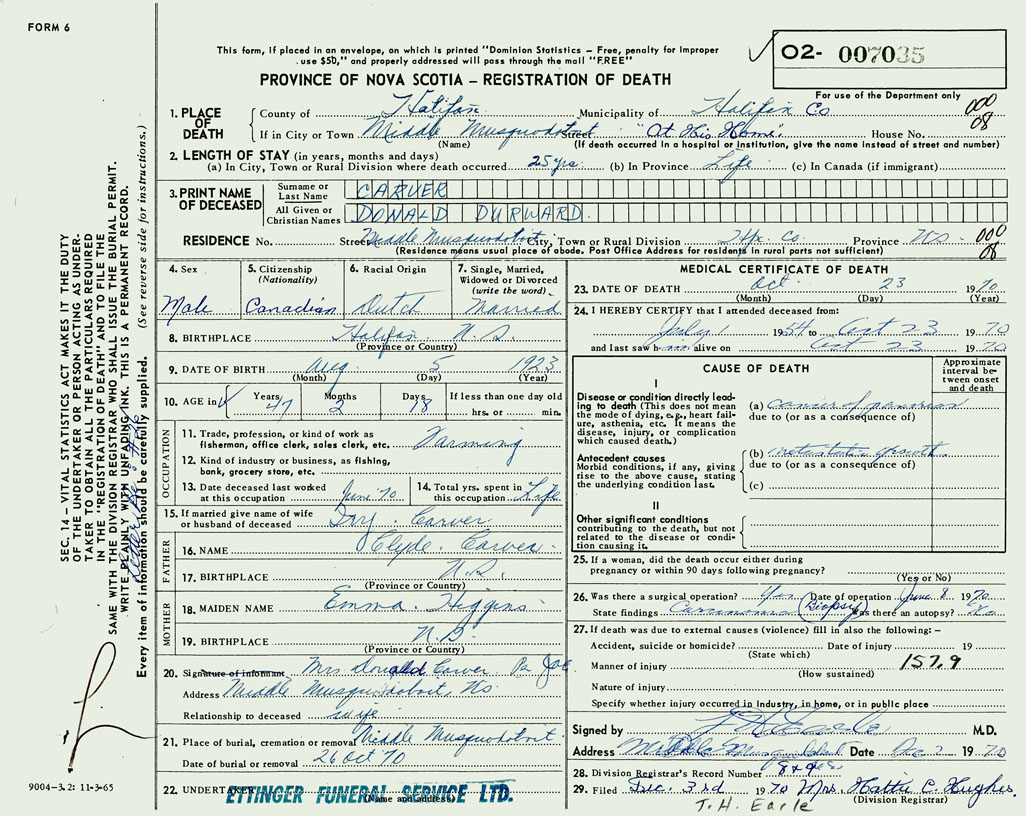 FORM 6
This form, if placed in an envelope, on which is printed "Dominion Statistics – Free, penalty for improper
use $50," and properly addressed will pass through the mail "FREE"
PROVINCE OF NOVA SCOTIA – REGISTRATION OF DEATH
O2- 007035
For use of the Department only
000
08
1. PLACE OF DEATH
County of Halifax Municipality of Halifax Co
If in City or Town Middle Musquodoboit Street "At His Home" House No.
(Name) (If death occurred in a hospital or institution, give the name instead of street and number)
2. LENGTH OF STAY (in years, months and days)
(a) In City, Town or Rural Division where death occurred 25 yrs. (b) In Province Life (c) In Canada (if immigrant)
3. PRINT NAME OF DECEASED
Surname or Last Name CARVER
All Given or Christian Names DONALD DURWARD.
RESIDENCE No. Street Middle Musquodoboit City, Town or Rural Division Hfx. Co. Province NS
000
08
(Residence means usual place of abode. Post Office Address for residents in rural parts not sufficient)
4. Sex
Male
5. Citizenship (Nationality)
Canadian
6. Racial Origin
Dutch
7. Single, Married, Widowed or Divorced (write the word)
Married
8. BIRTHPLACE Halifax N.S.
(Province or Country)
9. DATE OF BIRTH Aug. 5 1923
(Month) (Day) (Year)
10. AGE in Years 47 Months 2 Days 18 If less than one day old
hrs. or min.
OCCUPATION
11. Trade, profession, or kind of work as
fisherman, office clerk, sales clerk, etc. Farming
12. Kind of industry or business, as fishing,
bank, grocery store, etc.
13. Date deceased last worked
at this occupation June 70
14. Total yrs. spent in
this occupation Life
15. If married give name of wife
or husband of deceased Ivy Carver
FATHER
16. NAME Clyde Carver
17. BIRTHPLACE N.S.
(Province or Country)
MOTHER
18. MAIDEN NAME Emma Higgins
19. BIRTHPLACE N.S.
(Province or Country)
20. Signature of informant Mrs Donald Carver
Address Middle Musquodoboit, NS
Relationship to deceased wife
21. Place of burial, cremation or removal Middle Musquodoboit
Date of burial or removal 26 Oct 70
22. UNDERTAKER ETTINGER FUNERAL SERVICE LTD.
(Name and address)
MEDICAL CERTIFICATE OF DEATH
23. DATE OF DEATH Oct. 23 1970
(Month) (Day) (Year)
24. I HEREBY CERTIFY that I attended deceased from:
July 1 1954 to Oct 23 1970
and last saw him alive on Oct 23 1970
CAUSE OF DEATH
Approximate interval between onset and death
I
Disease or condition directly leading
to death (This does not mean
the mode of dying, e.g., heart failure,
asthenia, etc. It means the
disease, injury, or complication
which caused death.)
(a) cancer of pancreas
due to (or as a consequence of)
Antecedent causes
Morbid conditions, if any, giving
rise to the above cause, stating
the underlying condition last.
(b) metastatic growth
due to (or as a consequence of)
(c)
II
Other significant conditions
contributing to the death, but not
related to the disease or condition
causing it.
25. If a woman, did the death occur either during
pregnancy or within 90 days following pregnancy?
(Yes or No)
26. Was there a surgical operation? Yes Date of operation June 8 1970
State findings Carcinoma (Biopsy) Was there an autopsy? No
27. If death was due to external causes (violence) fill in also the following: –
Accident, suicide or homicide? Date of injury 19
(State which)
Manner of injury 157.9
(How sustained)
Nature of injury
Specify whether injury occurred in industry, in home, or in public place
Signed by M.D.
Address Middle Musquodoboit Date 1970
28. Division Registrar's Record Number
29. Filed Dec. 3rd 1970 Mrs. Hattie C. Hughes.
(Division Registrar)
T. H. Earle
SEC. 14 – VITAL STATISTICS ACT MAKES IT THE DUTY
OF THE UNDERTAKER OR PERSON ACTING AS UNDER-
TAKER TO OBTAIN ALL THE PARTICULARS REQUIRED
IN THE "REGISTRATION OF DEATH" AND TO FILE THE
SAME WITH THE DIVISION REGISTRAR WHO SHALL ISSUE THE BURIAL PERMIT.
WRITE PLAINLY WITH UNFADING INK. THIS IS A PERMANENT RECORD.
Every item of information should be carefully supplied. (See reverse side for instructions.)
9004-3.2: 11-3-65